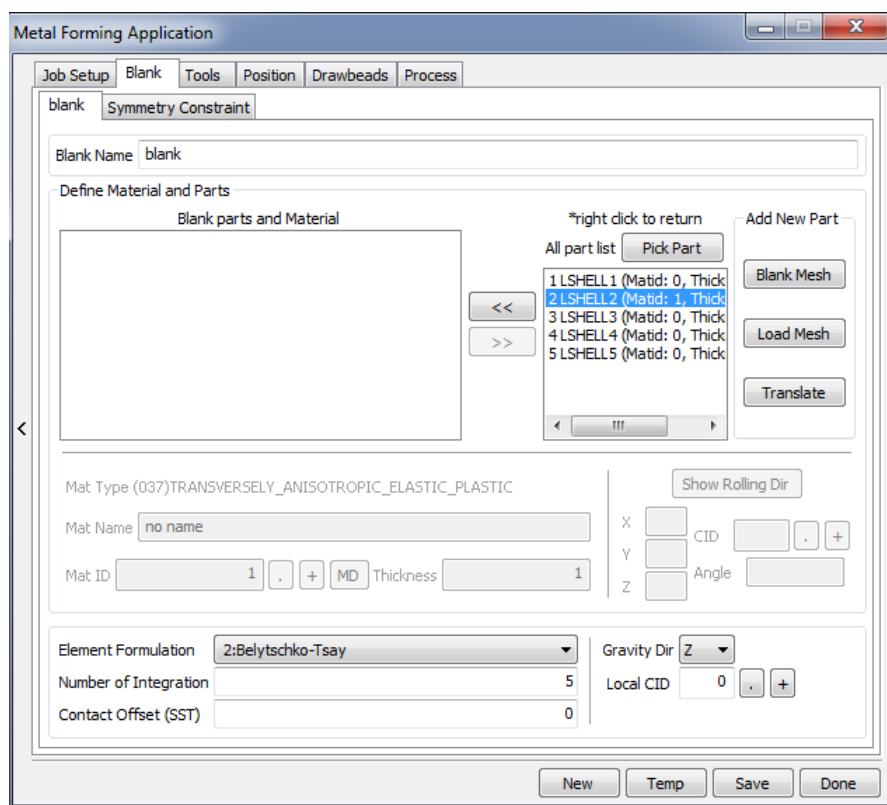 Metal Forming Application
Job Setup Blank Tools Position Drawbeads Process
blank Symmetry Constraint
Blank Name blank
Define Material and Parts
Blank parts and Material
*right click to return
Add New Part
All part list Pick Part
1 LSHELL1 (Matid: 0, Thick
2 LSHELL2 (Matid: 1, Thick
3 LSHELL3 (Matid: 0, Thick
4 LSHELL4 (Matid: 0, Thick
5 LSHELL5 (Matid: 0, Thick
<<
>>
Blank Mesh
Load Mesh
Translate
<
Mat Type (037)TRANSVERSELY_ANISOTROPIC_ELASTIC_PLASTIC
Mat Name no name
Mat ID 1 . + MD Thickness 1
Show Rolling Dir
X
Y
Z
CID . +
Angle
Element Formulation 2:Belytschko-Tsay
Number of Integration 5
Contact Offset (SST) 0
Gravity Dir Z
Local CID 0 . +
New Temp Save Done